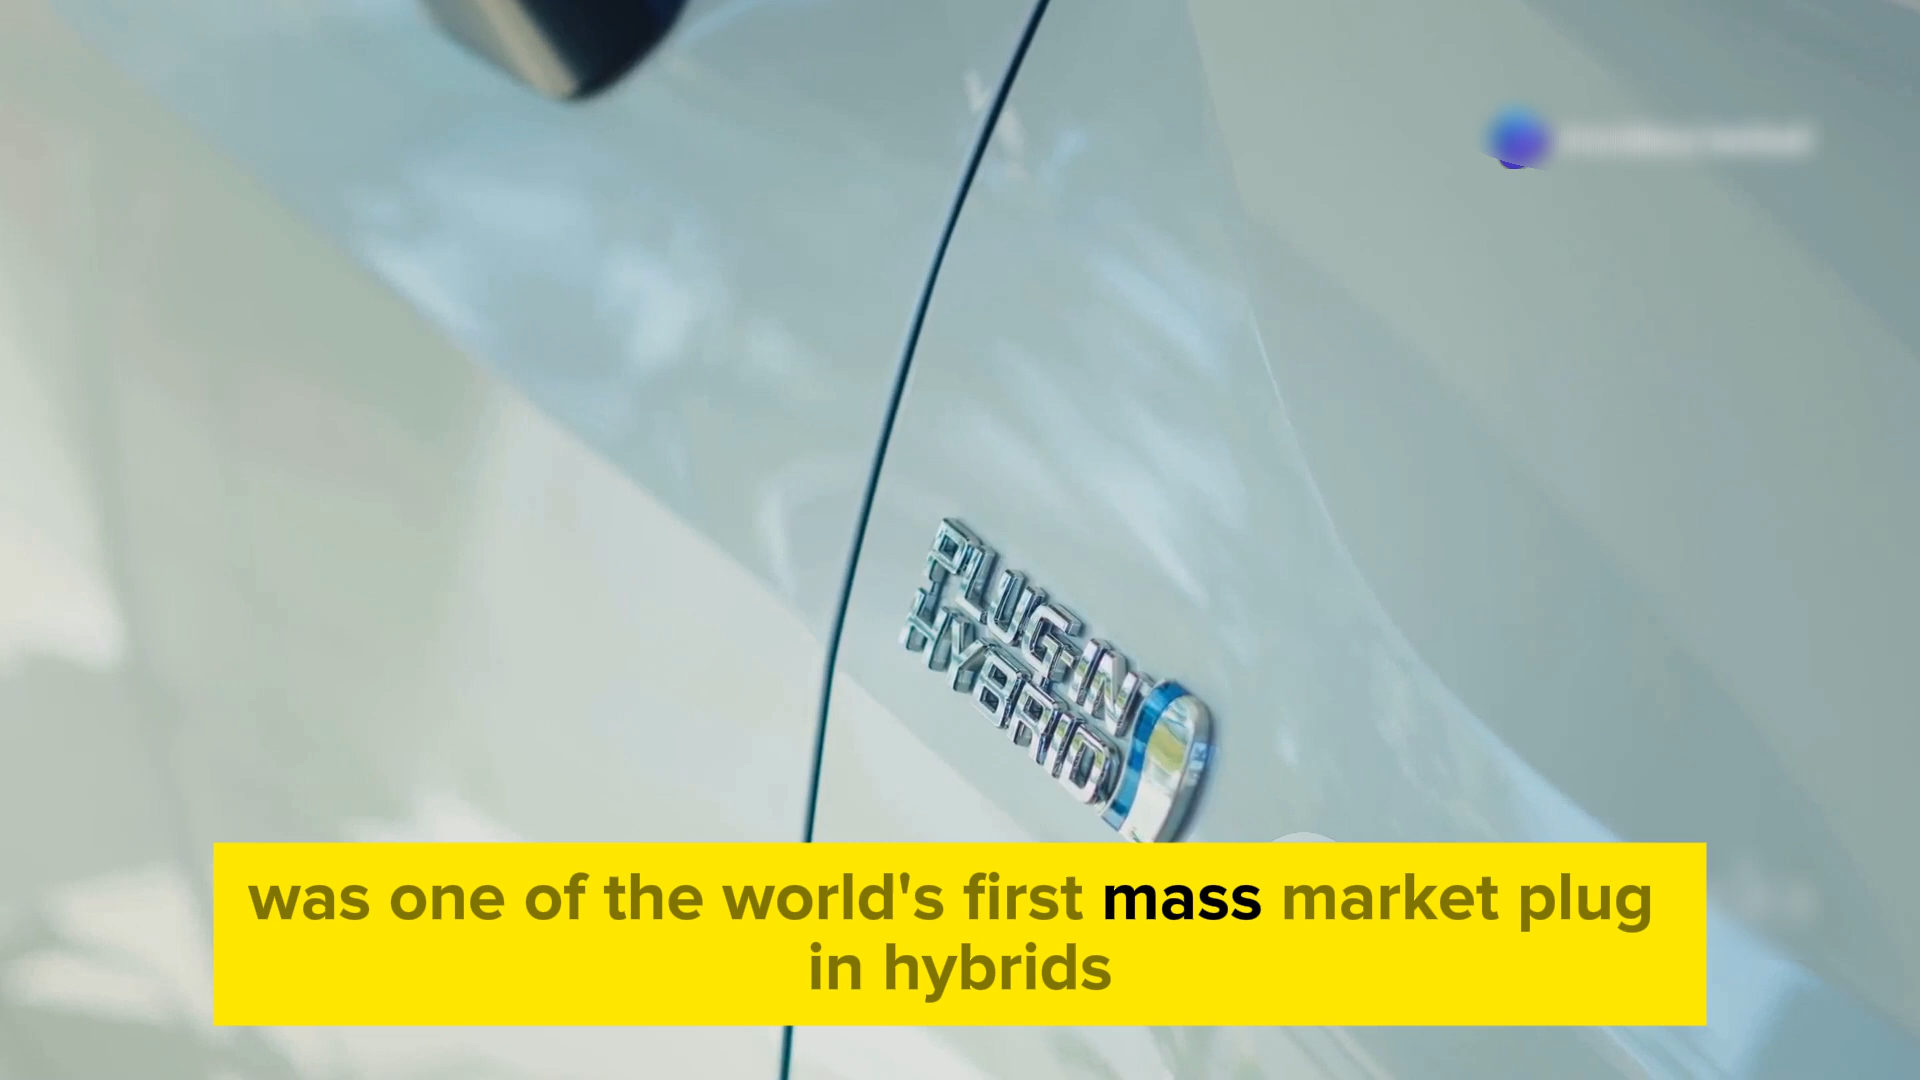 PLUG-IN
HYBRID
was one of the world's first mass market plug
in hybrids